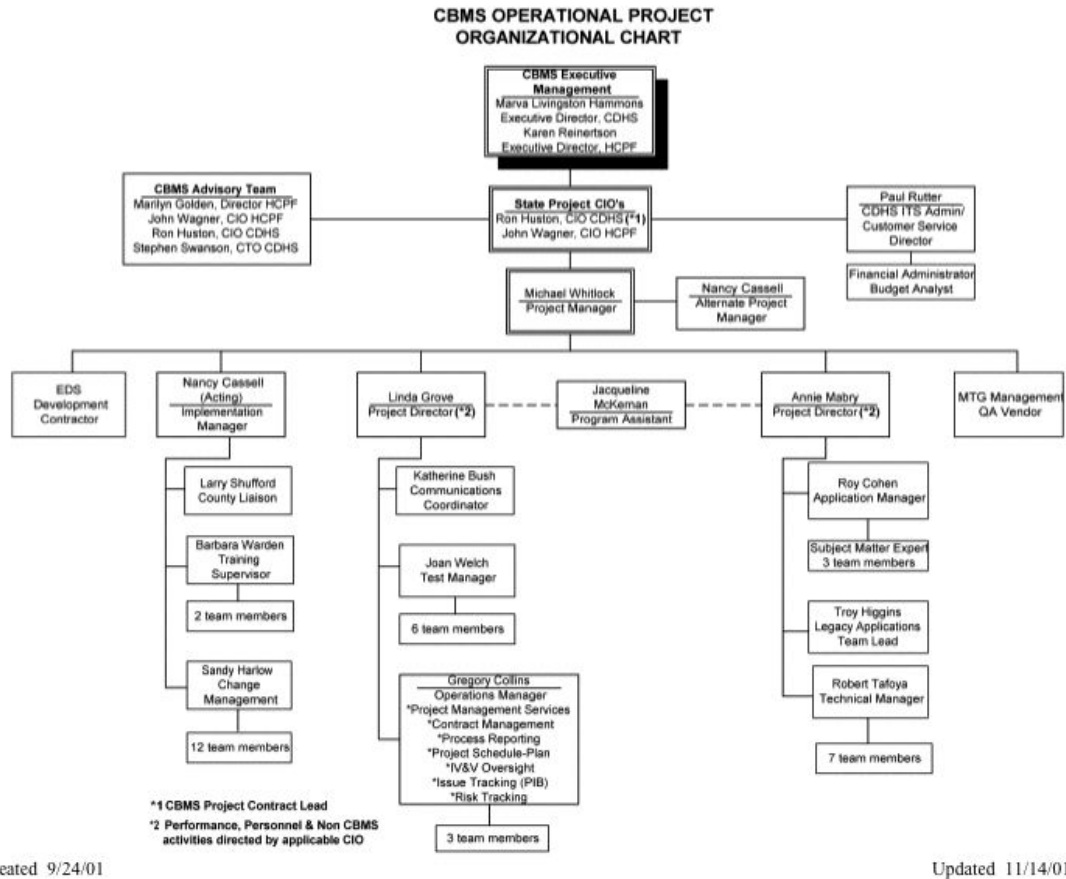 CBMS OPERATIONAL PROJECT
ORGANIZATIONAL CHART
CBMS Executive
Management
Marva Livingston Hammons
Executive Director, CDHS
Karen Reinertson
Executive Director, HCPF
CBMS Advisory Team
Marilyn Golden, Director HCPF
John Wagner, CIO HCPF
Ron Huston, CIO CDHS
Stephen Swanson, CTO CDHS
State Project CIO's
Ron Huston, CIO CDHS(*1)
John Wagner, CIO HCPF
Paul Rutter
CDHS ITS Admin/
Customer Service
Director
Financial Administrator
Budget Analyst
Michael Whitlock
Project Manager
Nancy Cassell
Alternate Project
Manager
EDS
Development
Contractor
Nancy Cassell
(Acting)
Implementation
Manager
Linda Grove
Project Director(*2)
Jacqueline
McKernan
Program Assistant
Annie Mabry
Project Director(*2)
MTG Management
QA Vendor
Larry Shufford
County Liaison
Barbara Warden
Training
Supervisor
2 team members
Sandy Harlow
Change
Management
12 team members
Katherine Bush
Communications
Coordinator
Joan Welch
Test Manager
6 team members
Gregory Collins
Operations Manager
*Project Management Services
*Contract Management
*Process Reporting
*Project Schedule-Plan
*IV&V Oversight
*Issue Tracking (PIB)
*Risk Tracking
3 team members
Roy Cohen
Application Manager
Subject Matter Expert
3 team members
Troy Higgins
Legacy Applications
Team Lead
Robert Tafoya
Technical Manager
7 team members
*1 CBMS Project Contract Lead
*2 Performance, Personnel & Non CBMS
activities directed by applicable CIO
eated 9/24/01
Updated 11/14/01